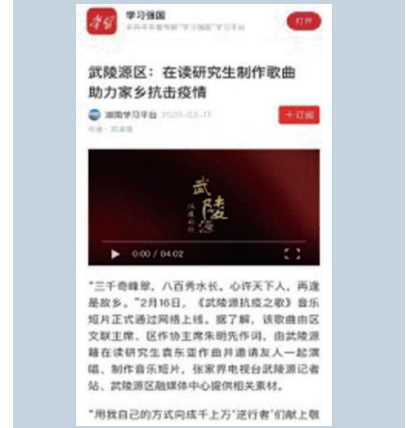 学习强国
打开
武陵源区：在读研究生制作歌曲
助力家乡抗击疫情
湖南学习平台 2020-02-17
＋订阅
武陵源
0:00 / 04:02
“三千奇峰翠，八百秀水长。心许天下人，再逢
是故乡。”2月16日，《武陵源抗疫之歌》音乐
短片正式通过网络上线。据了解，该歌曲由区
文联主席、区作协主席朱明先作词，由武陵源
籍在读研究生袁东亚作曲并邀请友人一起演
唱、制作音乐短片，张家界电视台武陵源记者
站、武陵源区融媒体中心提供相关素材。
“用我自己的方式向成千上万‘逆行者’们献上敬